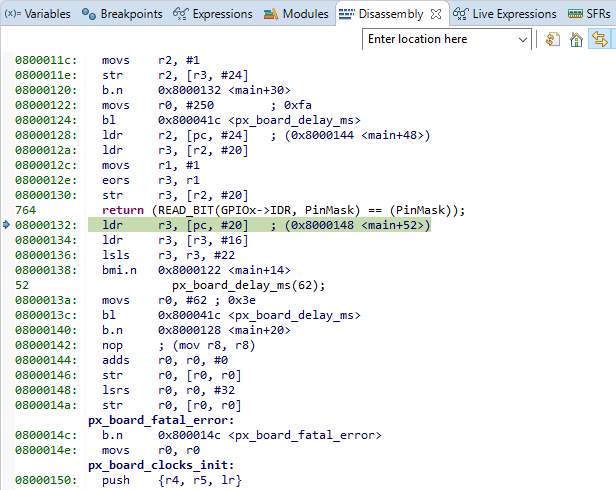 (x)= Variables Breakpoints Expressions Modules Disassembly Live Expressions SFRs
Enter location here
0800011c: movs r2, #1
0800011e: str r2, [r3, #24]
08000120: b.n 0x8000132 <main+30>
08000122: movs r0, #250 ; 0xfa
08000124: bl 0x800041c <px_board_delay_ms>
08000128: ldr r2, [pc, #24] ; (0x8000144 <main+48>)
0800012a: ldr r3, [r2, #20]
0800012c: movs r1, #1
0800012e: eors r3, r1
08000130: str r3, [r2, #20]
764 return (READ_BIT(GPIOx->IDR, PinMask) == (PinMask));
08000132: ldr r3, [pc, #20] ; (0x8000148 <main+52>)
08000134: ldr r3, [r3, #16]
08000136: lsls r3, r3, #22
08000138: bmi.n 0x8000122 <main+14>
52 px_board_delay_ms(62);
0800013a: movs r0, #62 ; 0x3e
0800013c: bl 0x800041c <px_board_delay_ms>
08000140: b.n 0x8000128 <main+20>
08000142: nop ; (mov r8, r8)
08000144: adds r0, r0, #0
08000146: str r0, [r0, r0]
08000148: lsrs r0, r0, #32
0800014a: str r0, [r0, r0]
px_board_fatal_error:
0800014c: b.n 0x800014c <px_board_fatal_error>
0800014e: movs r0, r0
px_board_clocks_init:
08000150: push {r4, r5, lr}